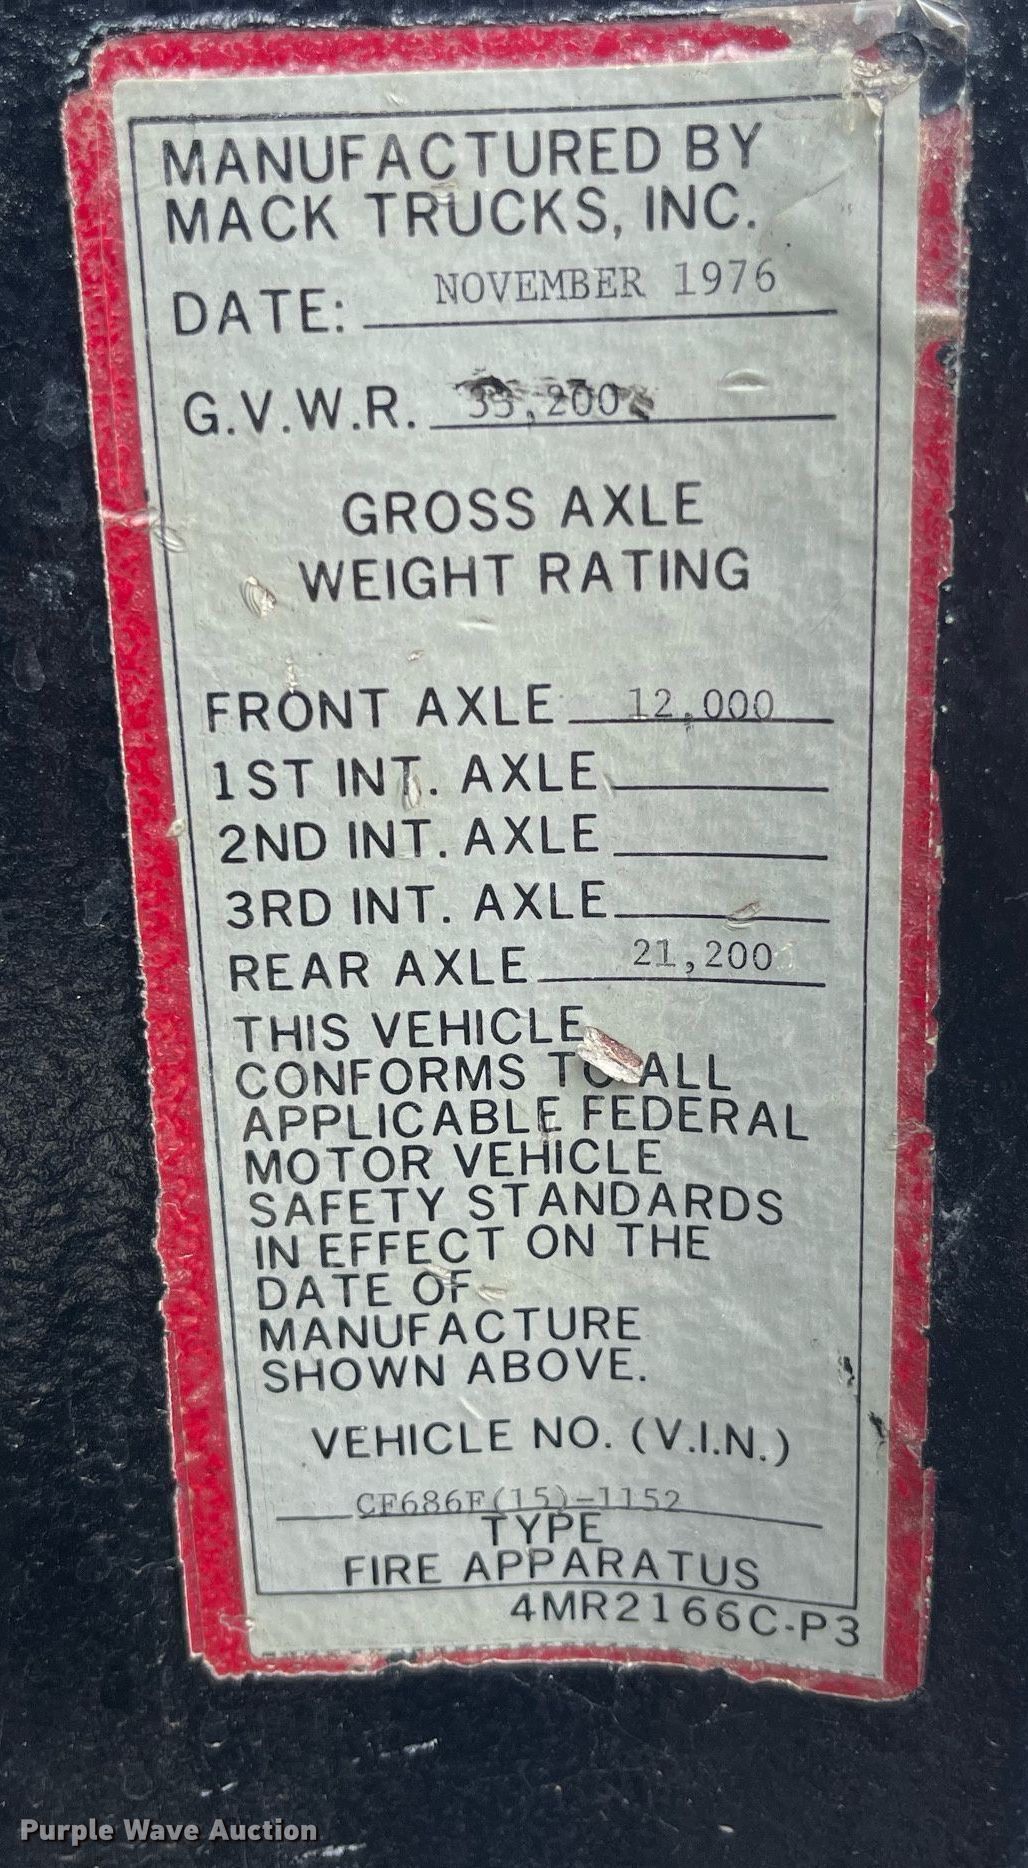 MANUFACTURED BY
MACK TRUCKS, INC.
DATE: NOVEMBER 1976
G.V.W.R. 33,200
GROSS AXLE
WEIGHT RATING
FRONT AXLE 12,000
1ST INT. AXLE
2ND INT. AXLE
3RD INT. AXLE
REAR AXLE 21,200
THIS VEHICLE
CONFORMS TO ALL
APPLICABLE FEDERAL
MOTOR VEHICLE
SAFETY STANDARDS
IN EFFECT ON THE
DATE OF
MANUFACTURE
SHOWN ABOVE.
VEHICLE NO. (V.I.N.)
CF686F(15)-1152
TYPE
FIRE APPARATUS
4MR2166C-P3
Purple Wave Auction